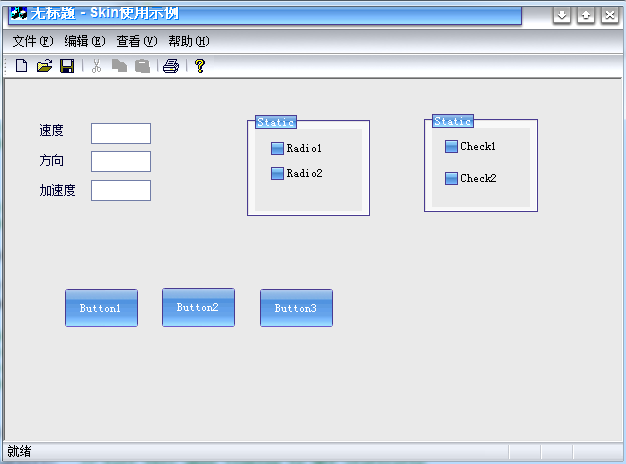 无标题 - Skin使用示例
文件(F) 编辑(E) 查看(V) 帮助(H)
速度
方向
加速度
Static
Radio1
Radio2
Static
Check1
Check2
Button1 Button2 Button3
就绪